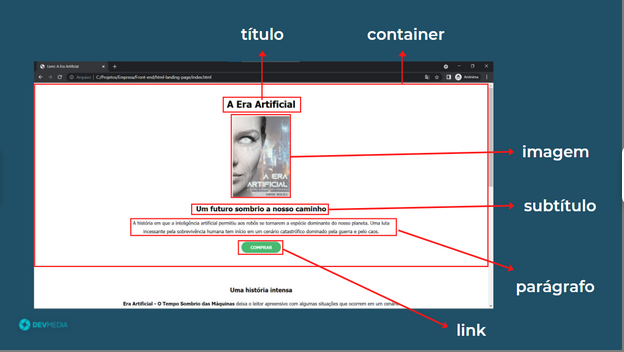 título
container
Livro: A Era Artificial
Arquivo | C:/Projetos/Empresa/Front-end/html-landing-page/index.html
Anônima
A Era Artificial
A ERA
ARTIFICIAL
imagem
Um futuro sombrio a nosso caminho
subtítulo
A história em que a inteligência artificial permitiu aos robôs se tornarem a espécie dominante do nosso planeta. Uma luta
incessante pela sobrevivência humana tem início em um cenário catastrófico dominado pela guerra e pelo caos.
COMPRAR
parágrafo
Uma história intensa
Era Artificial - O Tempo Sombrio das Máquinas deixa o leitor apreensivo com algumas situações que ocorrem em um cenário
link
DEVMEDIA